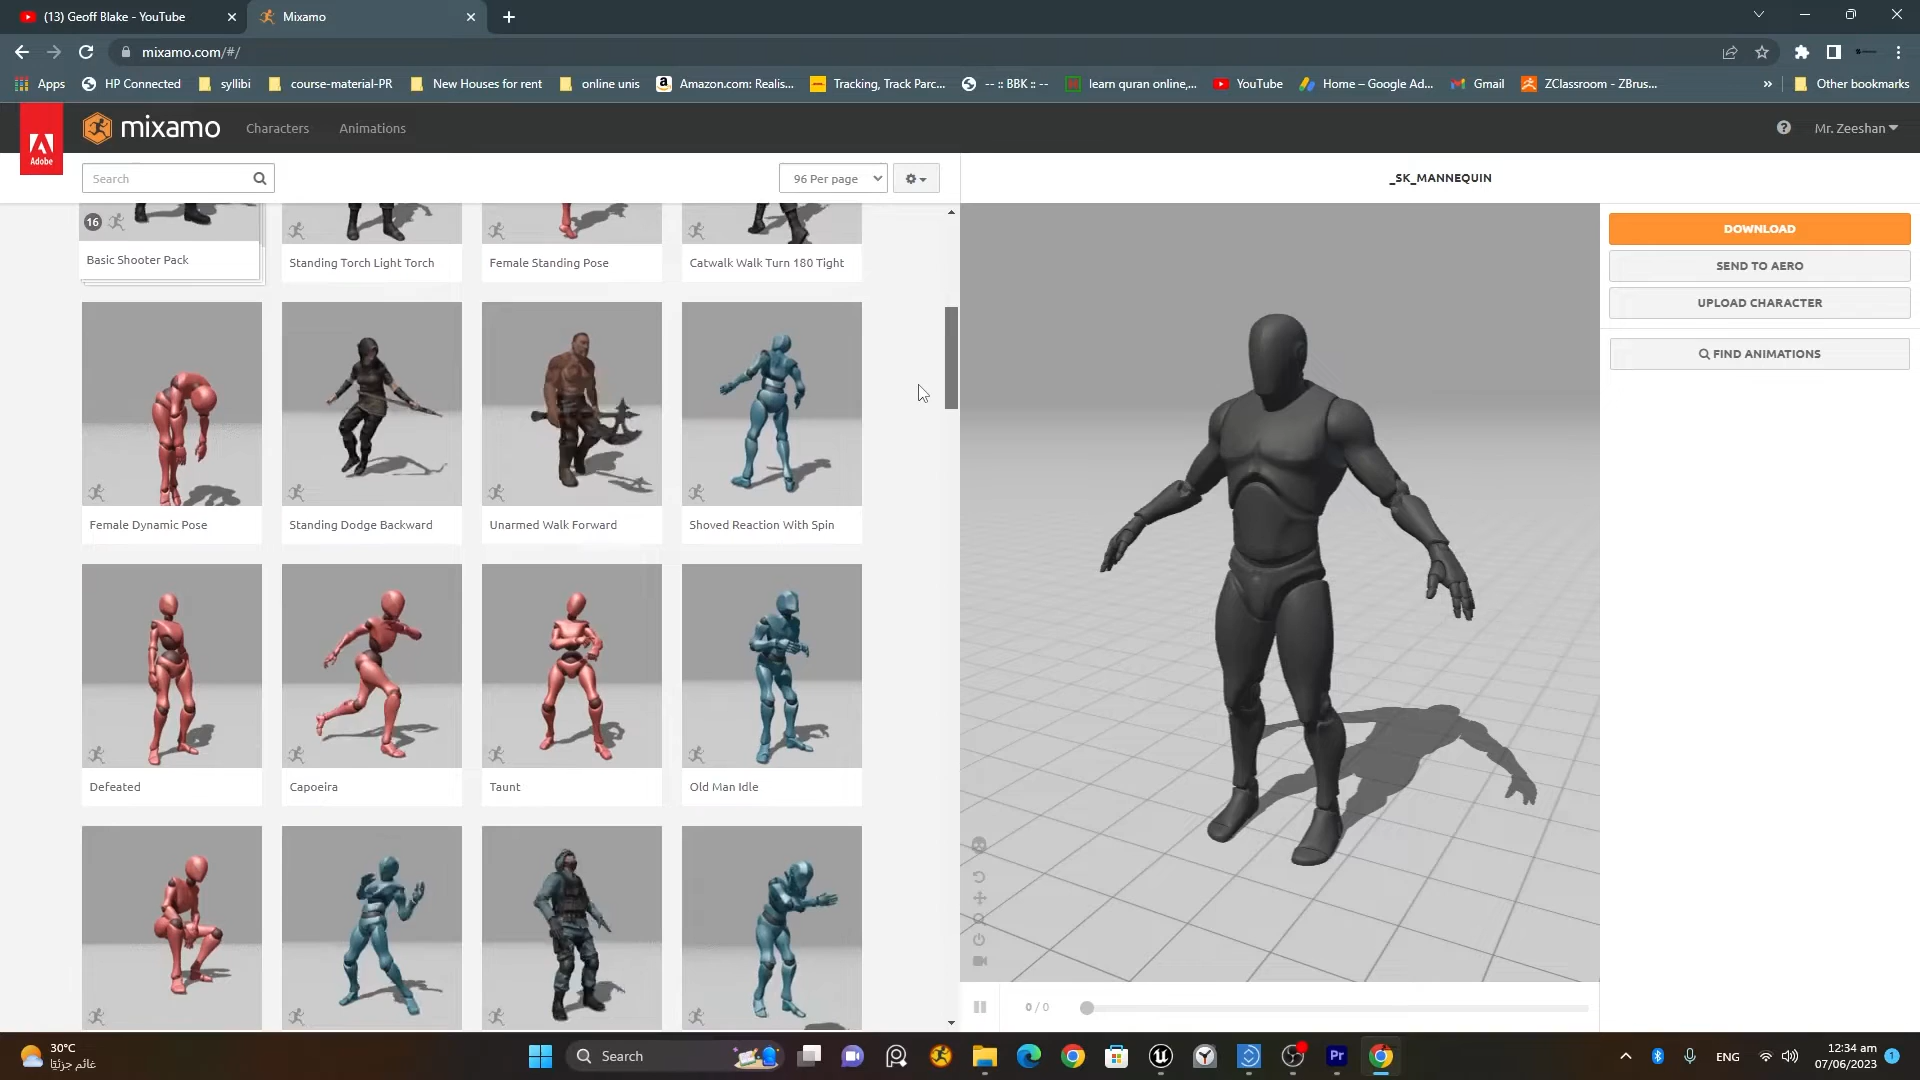 (13) Geoff Blake - YouTube
Mixamo
mixamo.com/#/
Apps
HP Connected
syllibi
course-material-PR
New Houses for rent
online unis
Amazon.com: Realis...
Tracking, Track Parc...
-- :: BBK :: --
learn quran online,...
YouTube
Home – Google Ad...
Gmail
ZClassroom - ZBrus...
»
Other bookmarks
Adobe
mixamo
Characters
Animations
Mr. Zeeshan
Search
96 Per page
_SK_MANNEQUIN
16
Basic Shooter Pack
Standing Torch Light Torch
Female Standing Pose
Catwalk Walk Turn 180 Tight
Female Dynamic Pose
Standing Dodge Backward
Unarmed Walk Forward
Shoved Reaction With Spin
Defeated
Capoeira
Taunt
Old Man Idle
DOWNLOAD
SEND TO AERO
UPLOAD CHARACTER
FIND ANIMATIONS
0 / 0
30°C
غائم جزئيًا
Search
Pr
ENG
12:34 am
07/06/2023
1